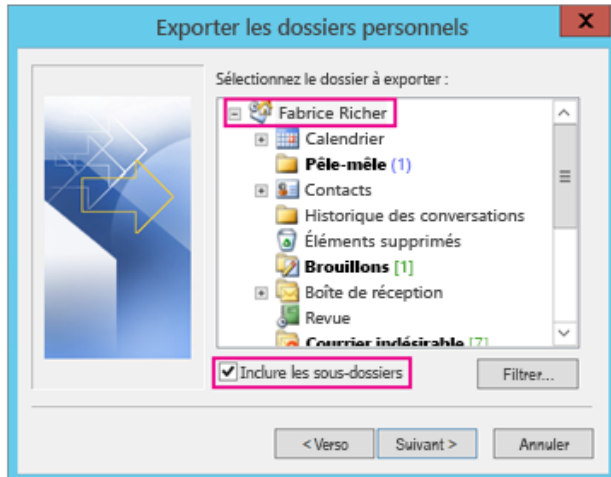 Exporter les dossiers personnels
X
Sélectionnez le dossier à exporter :
Fabrice Richer
Calendrier
Pêle-mêle (1)
Contacts
Historique des conversations
Éléments supprimés
Brouillons [1]
Boîte de réception
Revue
Courrier indésirable [7]
Inclure les sous-dossiers
Filtrer...
< Verso
Suivant >
Annuler